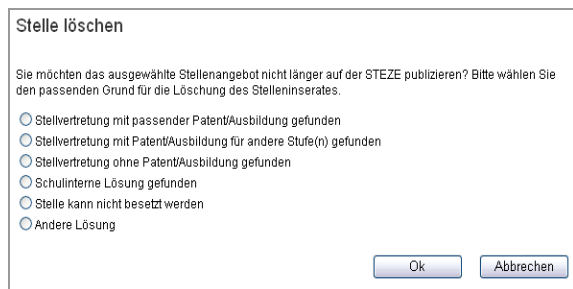 Stelle löschen
Sie möchten das ausgewählte Stellenangebot nicht länger auf der STEZE publizieren? Bitte wählen Sie
den passenden Grund für die Löschung des Stelleninserates.
Stellvertretung mit passender Patent/Ausbildung gefunden
Stellvertretung mit Patent/Ausbildung für andere Stufe(n) gefunden
Stellvertretung ohne Patent/Ausbildung gefunden
Schulinterne Lösung gefunden
Stelle kann nicht besetzt werden
Andere Lösung
Ok Abbrechen